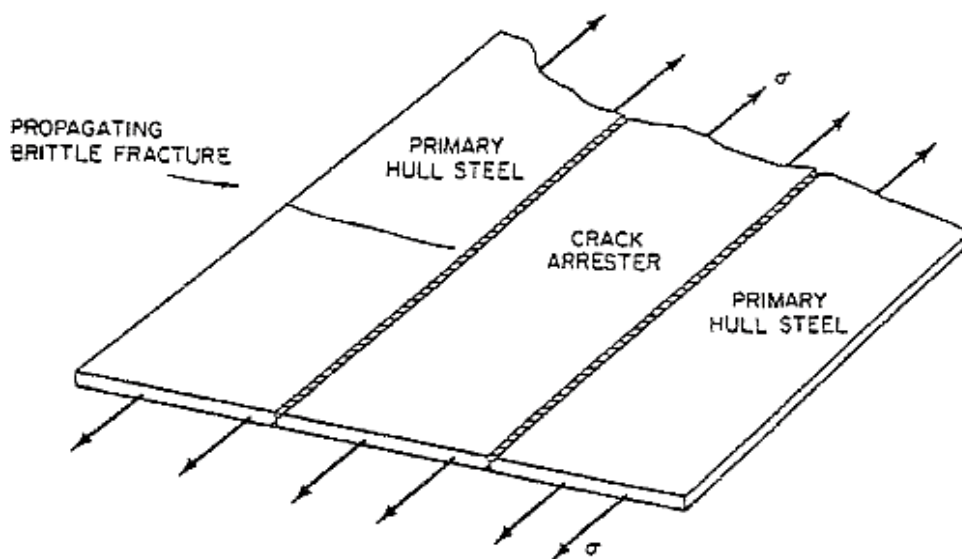 PROPAGATING
BRITTLE FRACTURE
PRIMARY
HULL STEEL
σ
CRACK
ARRESTER
PRIMARY
HULL STEEL
σ